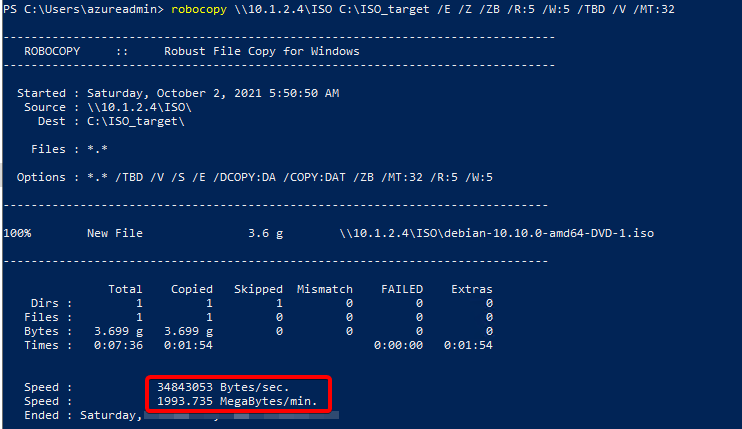 PS C:\Users\azureadmin> robocopy \\10.1.2.4\ISO C:\ISO_target /E /Z /ZB /R:5 /W:5 /TBD /V /MT:32
-------------------------------------------------------------------------------
ROBOCOPY     ::     Robust File Copy for Windows
-------------------------------------------------------------------------------
Started : Saturday, October 2, 2021 5:50:50 AM
Source : \\10.1.2.4\ISO\
Dest : C:\ISO_target\
Files : *.*
Options : *.* /TBD /V /S /E /DCOPY:DA /COPY:DAT /ZB /MT:32 /R:5 /W:5
------------------------------------------------------------------------------
100%        New File               3.6 g        \\10.1.2.4\ISO\debian-10.10.0-amd64-DVD-1.iso
------------------------------------------------------------------------------
Total    Copied   Skipped  Mismatch    FAILED    Extras
Dirs :         1         1         1         0         0         0
Files :         1         1         0         0         0         0
Bytes :   3.699 g   3.699 g         0         0         0         0
Times :   0:07:36   0:01:54                       0:00:00   0:01:54
Speed :            34843053 Bytes/sec.
Speed :            1993.735 MegaBytes/min.
Ended : Saturday,